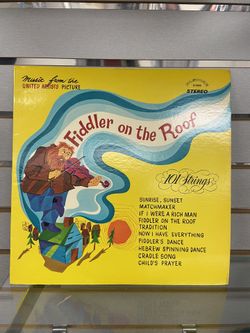 Music from the
UNITED ARTISTS PICTURE
STEREO
Fiddler on the Roof
101 Strings
SUNRISE, SUNSET
MATCHMAKER
IF I WERE A RICH MAN
FIDDLER ON THE ROOF
TRADITION
NOW I HAVE EVERYTHING
FIDDLER'S DANCE
HEBREW SPINNING DANCE
CRADLE SONG
CHILD'S PRAYER